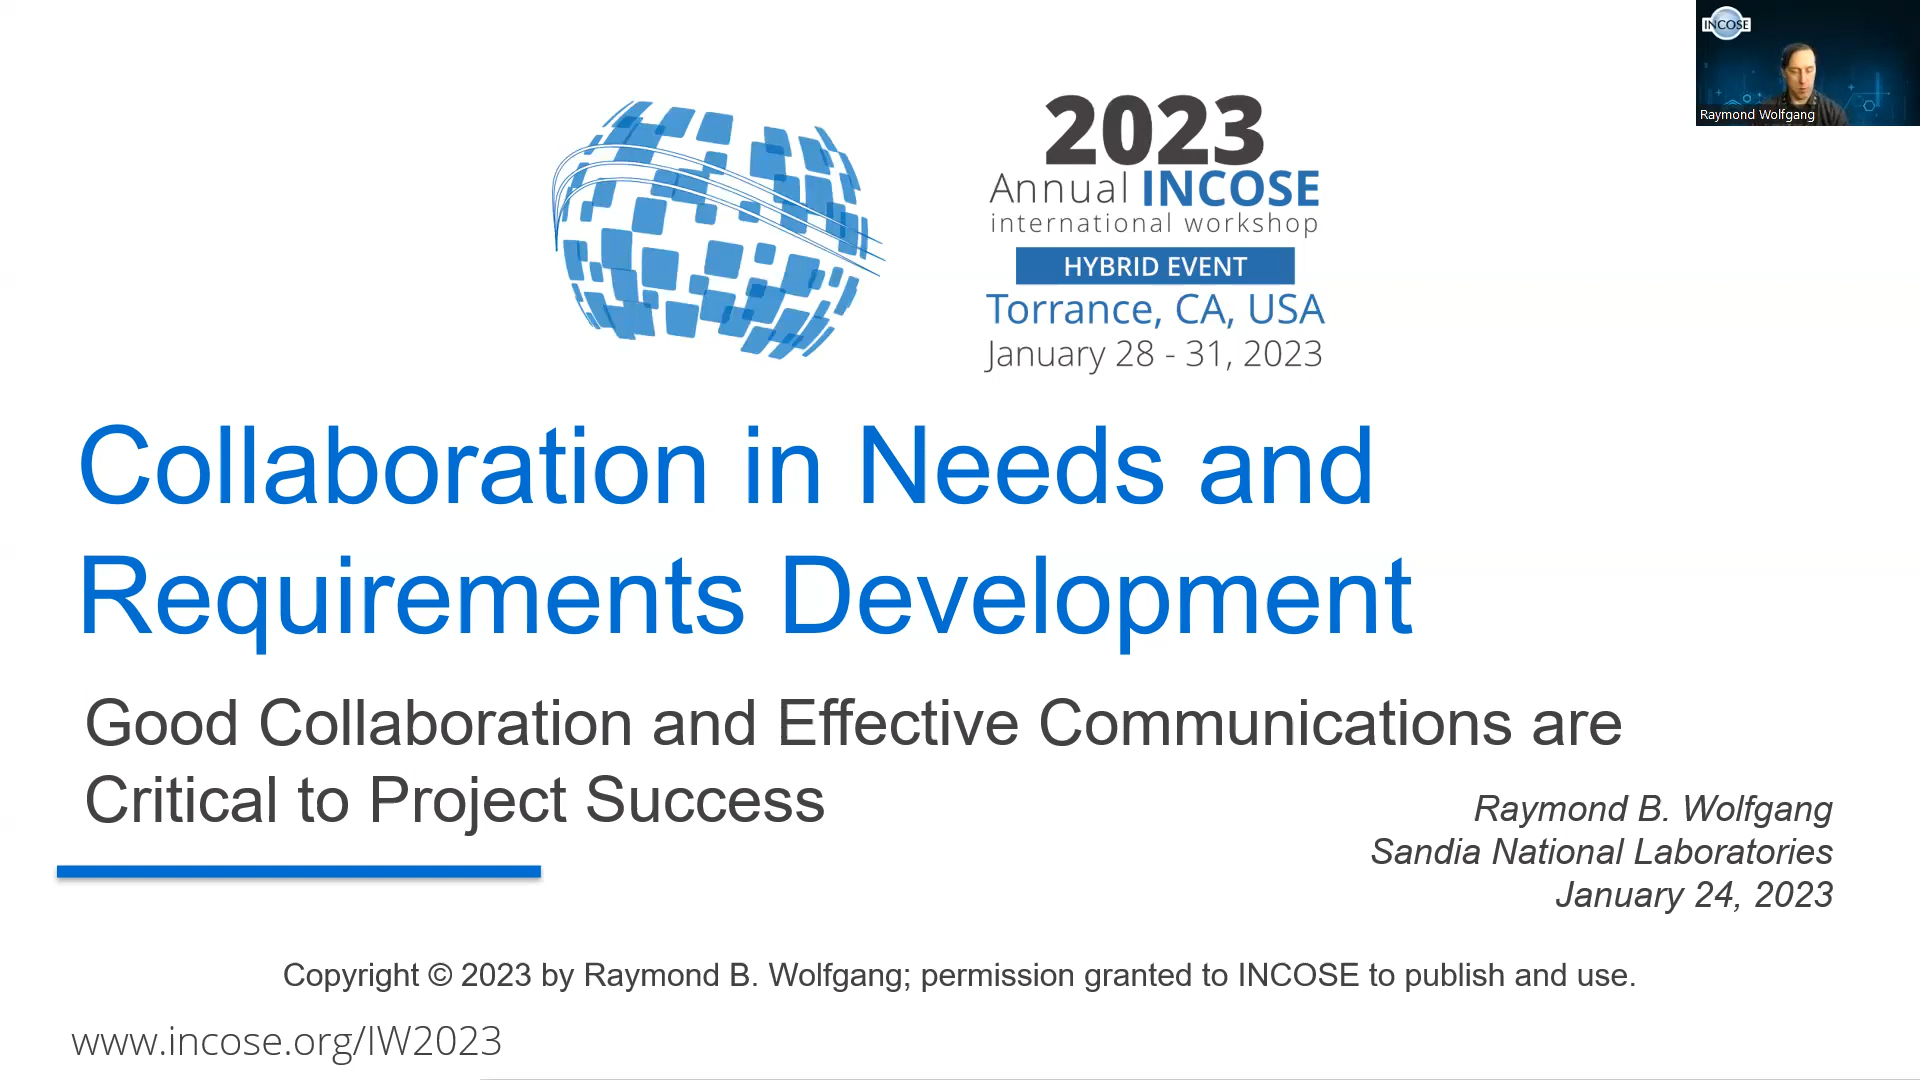 INCOSE
Raymond Wolfgang
2023
Annual INCOSE
international workshop
HYBRID EVENT
Torrance, CA, USA
January 28 - 31, 2023
Collaboration in Needs and
Requirements Development
Good Collaboration and Effective Communications are
Critical to Project Success
Raymond B. Wolfgang
Sandia National Laboratories
January 24, 2023
Copyright © 2023 by Raymond B. Wolfgang; permission granted to INCOSE to publish and use.
www.incose.org/IW2023